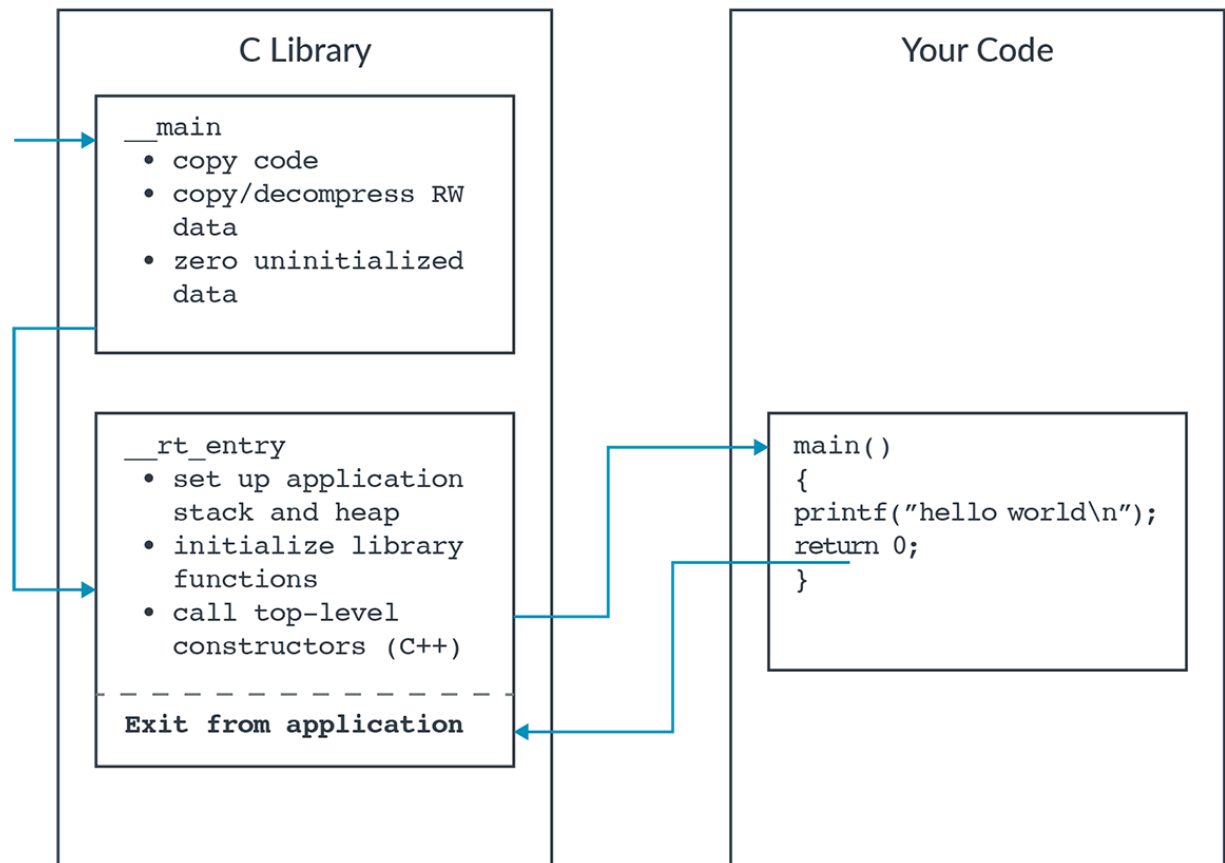 C Library
__main
• copy code
• copy/decompress RW
data
• zero uninitialized
data
__rt_entry
• set up application
stack and heap
• initialize library
functions
• call top-level
constructors (C++)
Exit from application
Your Code
main()
{
printf(”hello world\n”);
return 0;
}